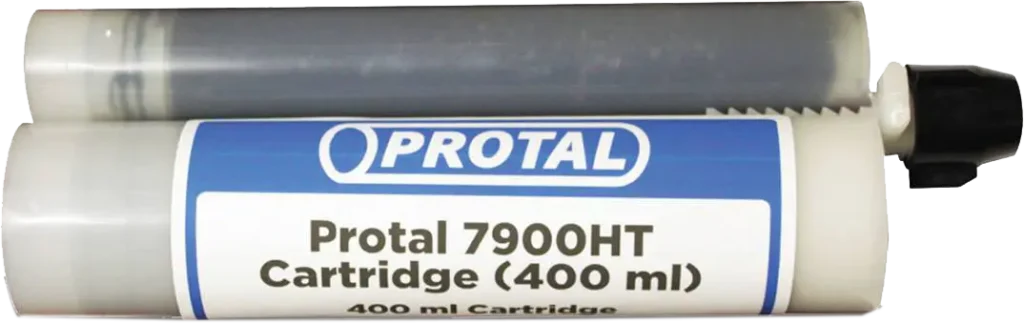 PROTAL
Protal 7900HT
Cartridge (400 ml)
400 ml Cartridge